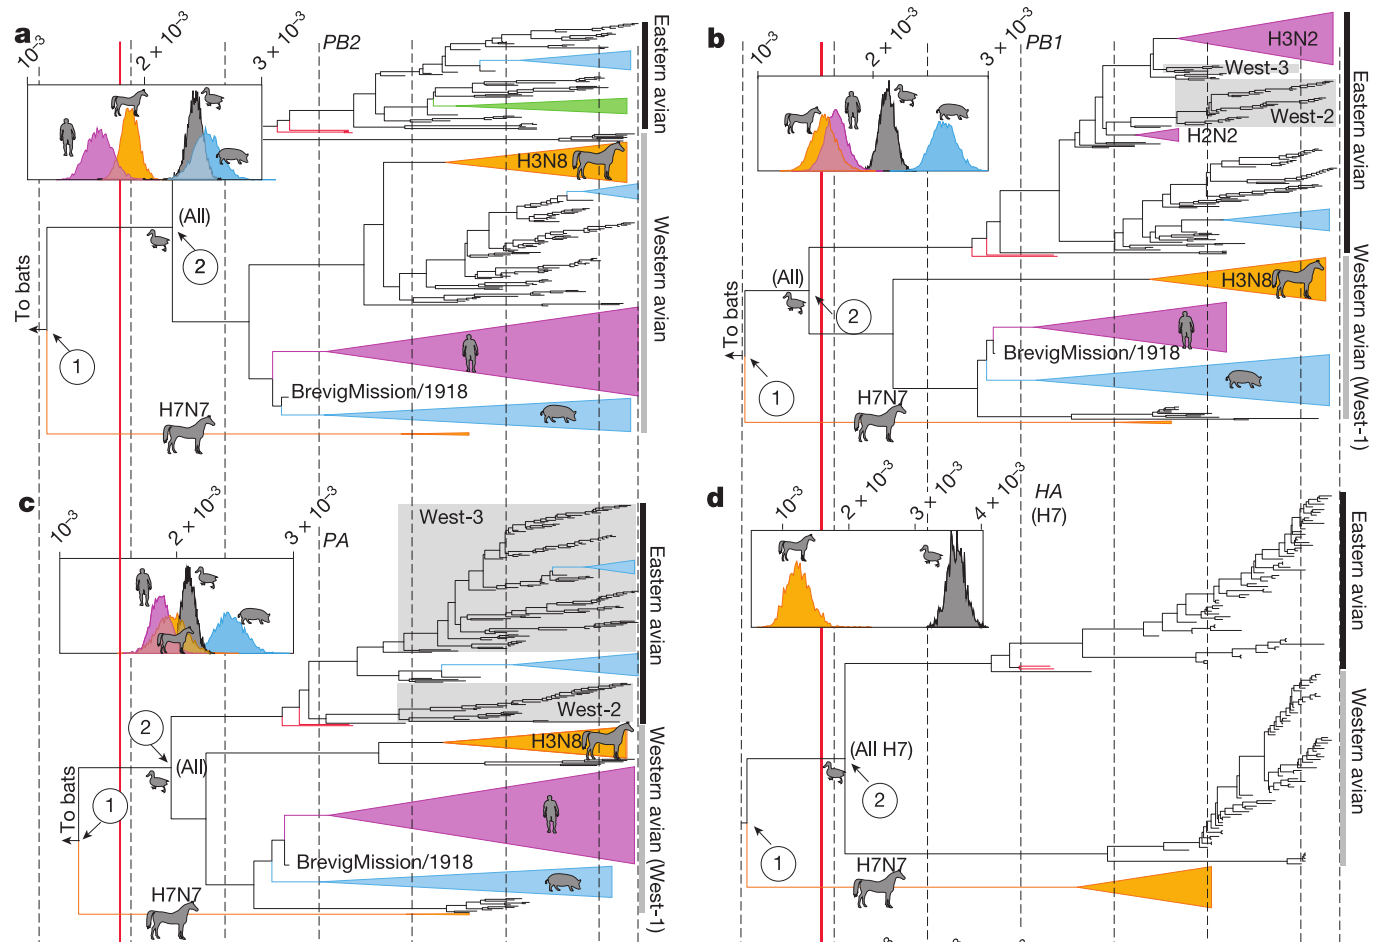 a
10⁻³
2 × 10⁻³
3 × 10⁻³
PB2
Eastern avian
Western avian
H3N8
(All)
2
To bats
1
BrevigMission/1918
H7N7
b
10⁻³
2 × 10⁻³
3 × 10⁻³
PB1
H3N2
West-3
West-2
H2N2
Eastern avian
Western avian (West-1)
H3N8
(All)
2
To bats
1
BrevigMission/1918
H7N7
c
10⁻³
2 × 10⁻³
3 × 10⁻³
PA
West-3
West-2
Eastern avian
Western avian (West-1)
2
(All)
H3N8
To bats
1
BrevigMission/1918
H7N7
d
10⁻³
2 × 10⁻³
3 × 10⁻³
4 × 10⁻³
HA
(H7)
Eastern avian
Western avian
(All H7)
2
1
H7N7